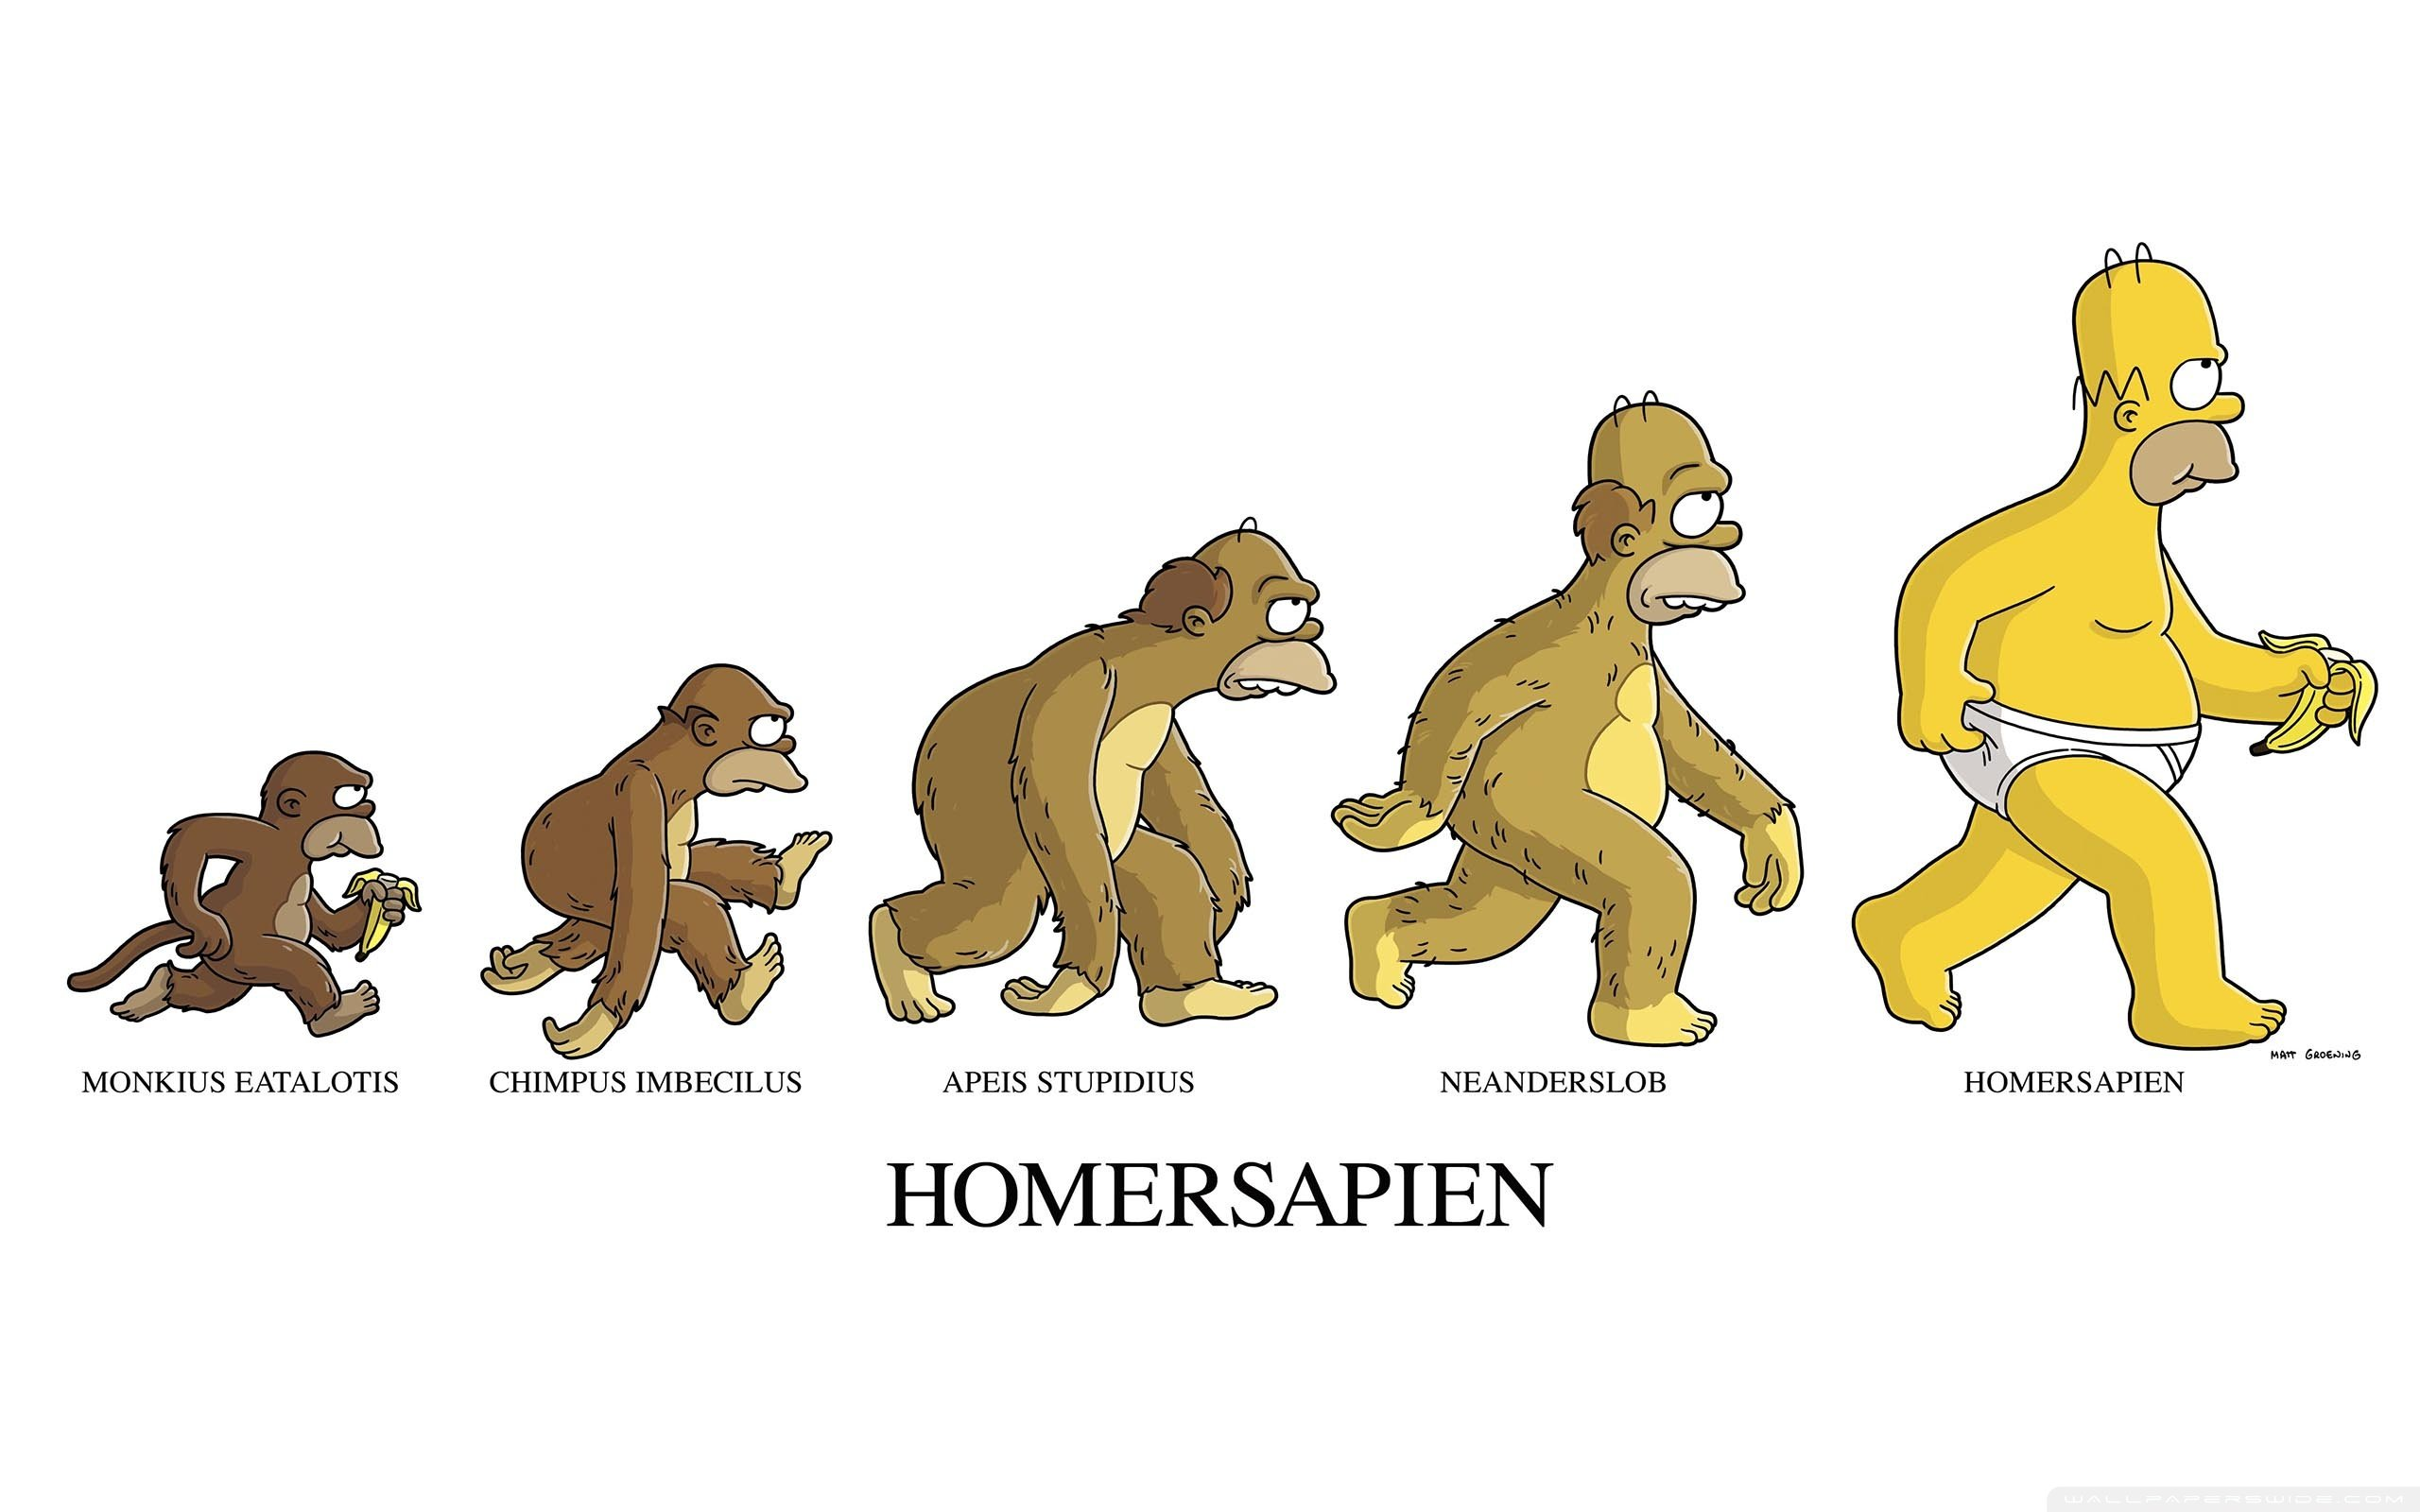 MATT GROENING
MONKIUS EATALOTIS
CHIMPUS IMBECILUS
APEIS STUPIDIUS
NEANDERSLOB
HOMERSAPIEN
HOMERSAPIEN
WALLPAPERSWIDE.COM